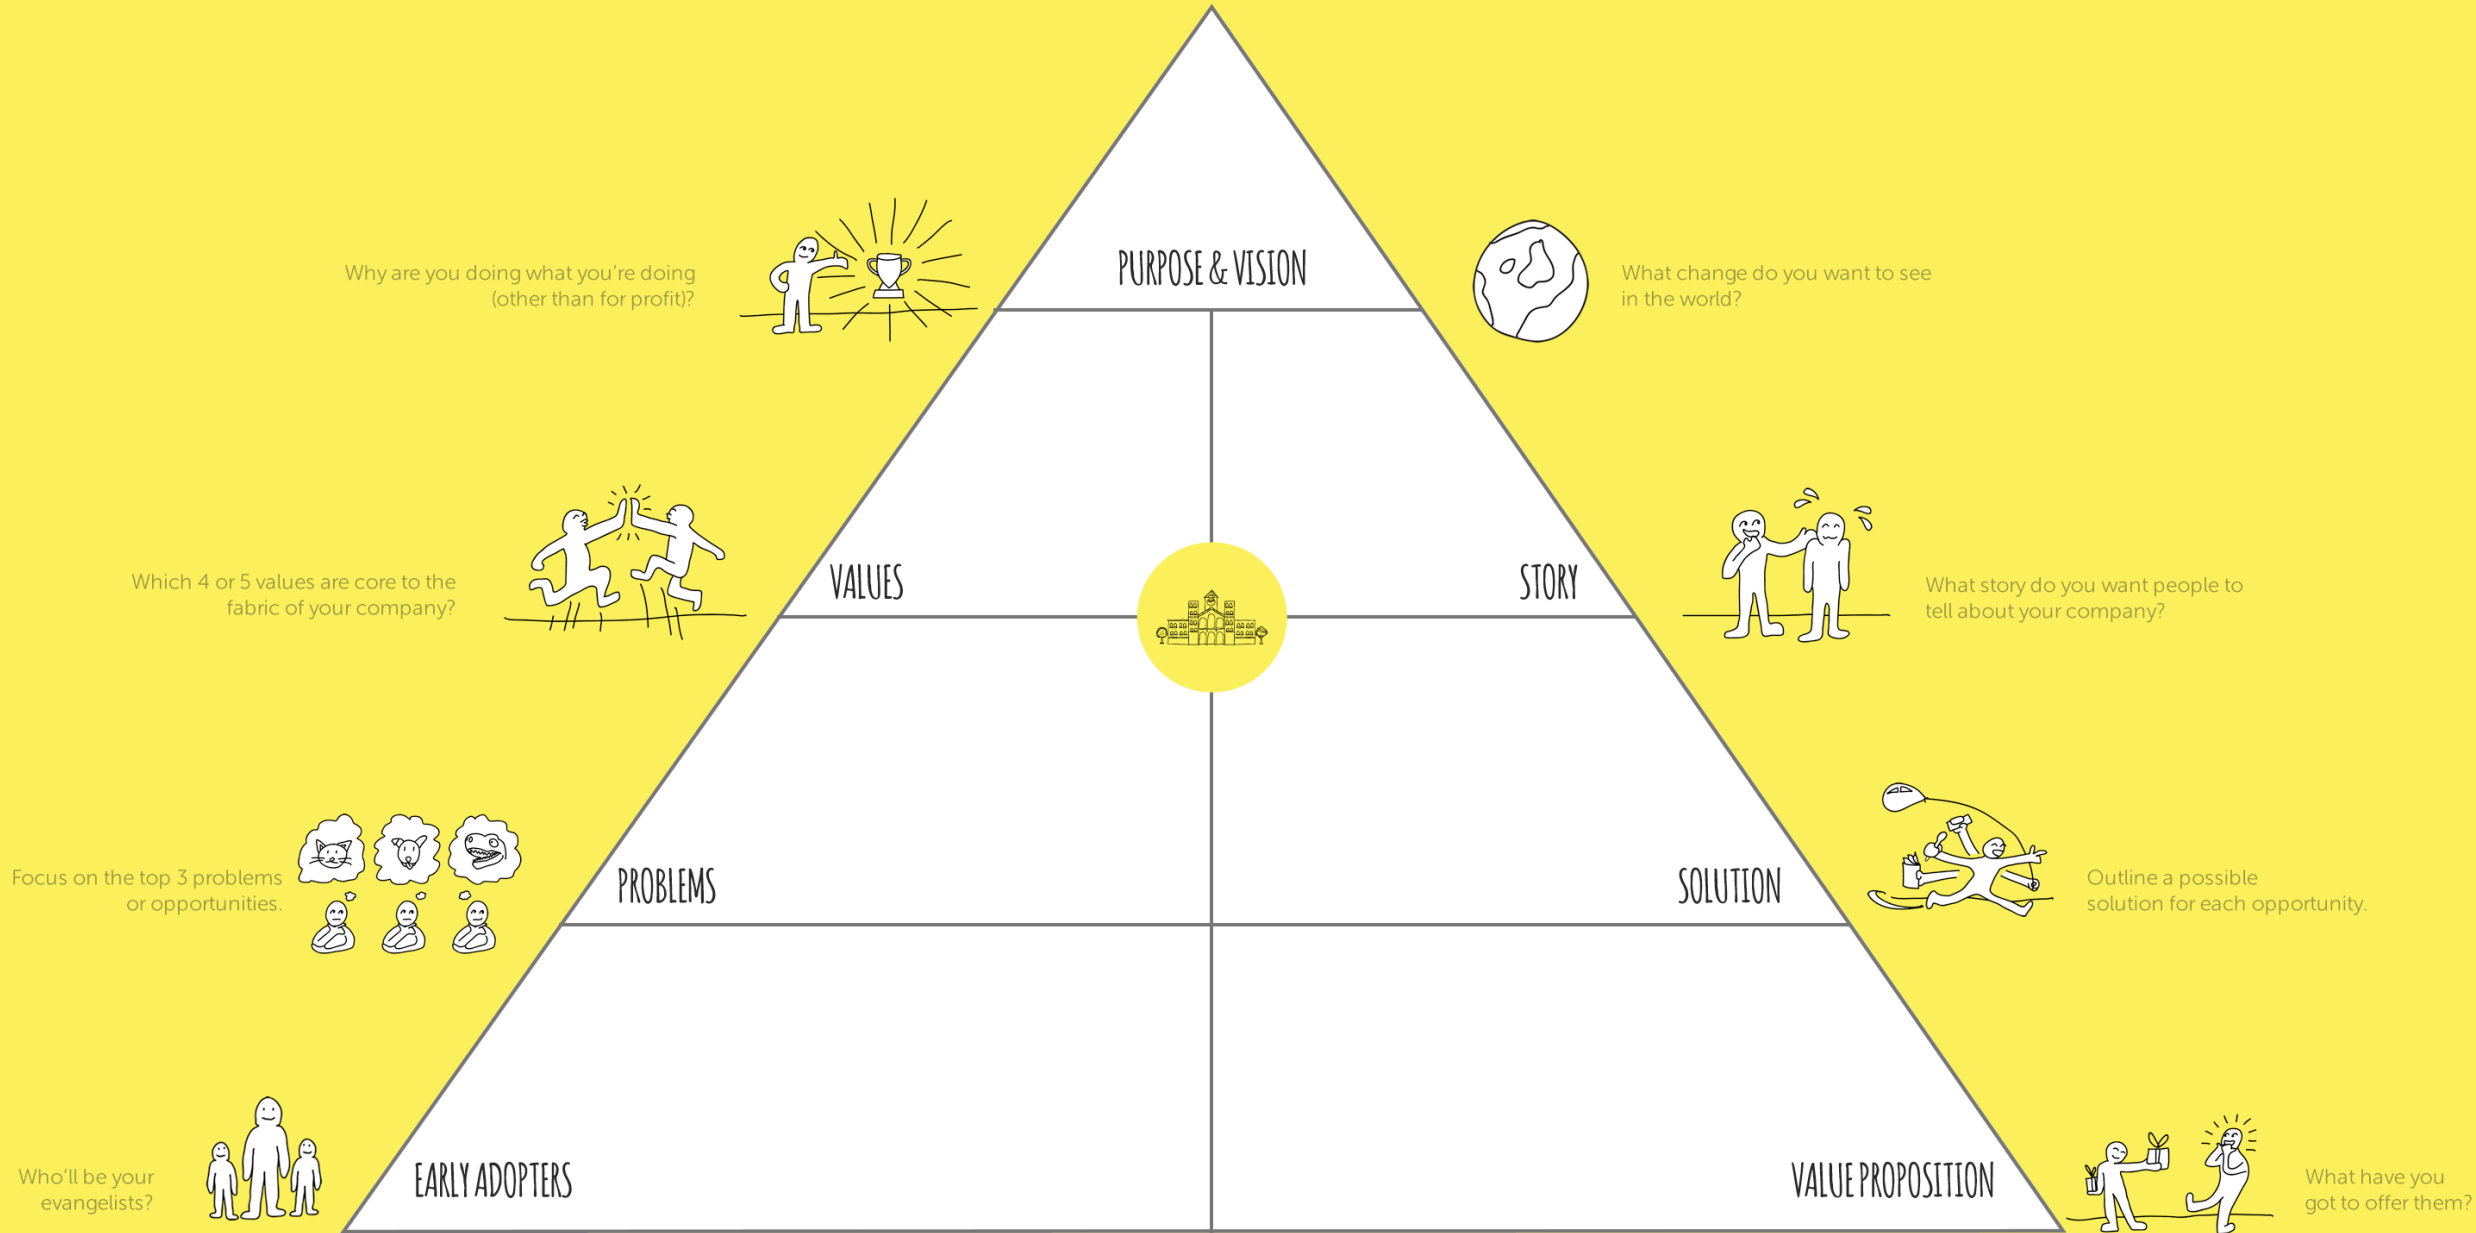 Why are you doing what you're doing
(other than for profit)?
PURPOSE & VISION
What change do you want to see
in the world?
Which 4 or 5 values are core to the
fabric of your company?
VALUES
STORY
What story do you want people to
tell about your company?
Focus on the top 3 problems
or opportunities.
PROBLEMS
SOLUTION
Outline a possible
solution for each opportunity.
Who'll be your
evangelists?
EARLY ADOPTERS
VALUE PROPOSITION
What have you
got to offer them?